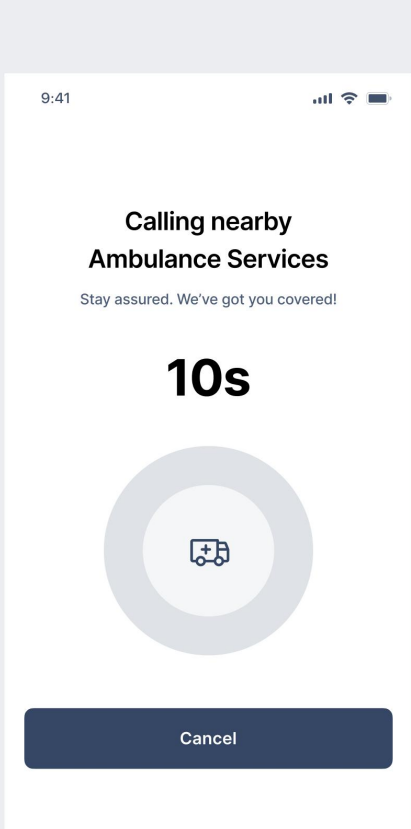 9:41
Calling nearby
Ambulance Services
Stay assured. We’ve got you covered!
10s
Cancel